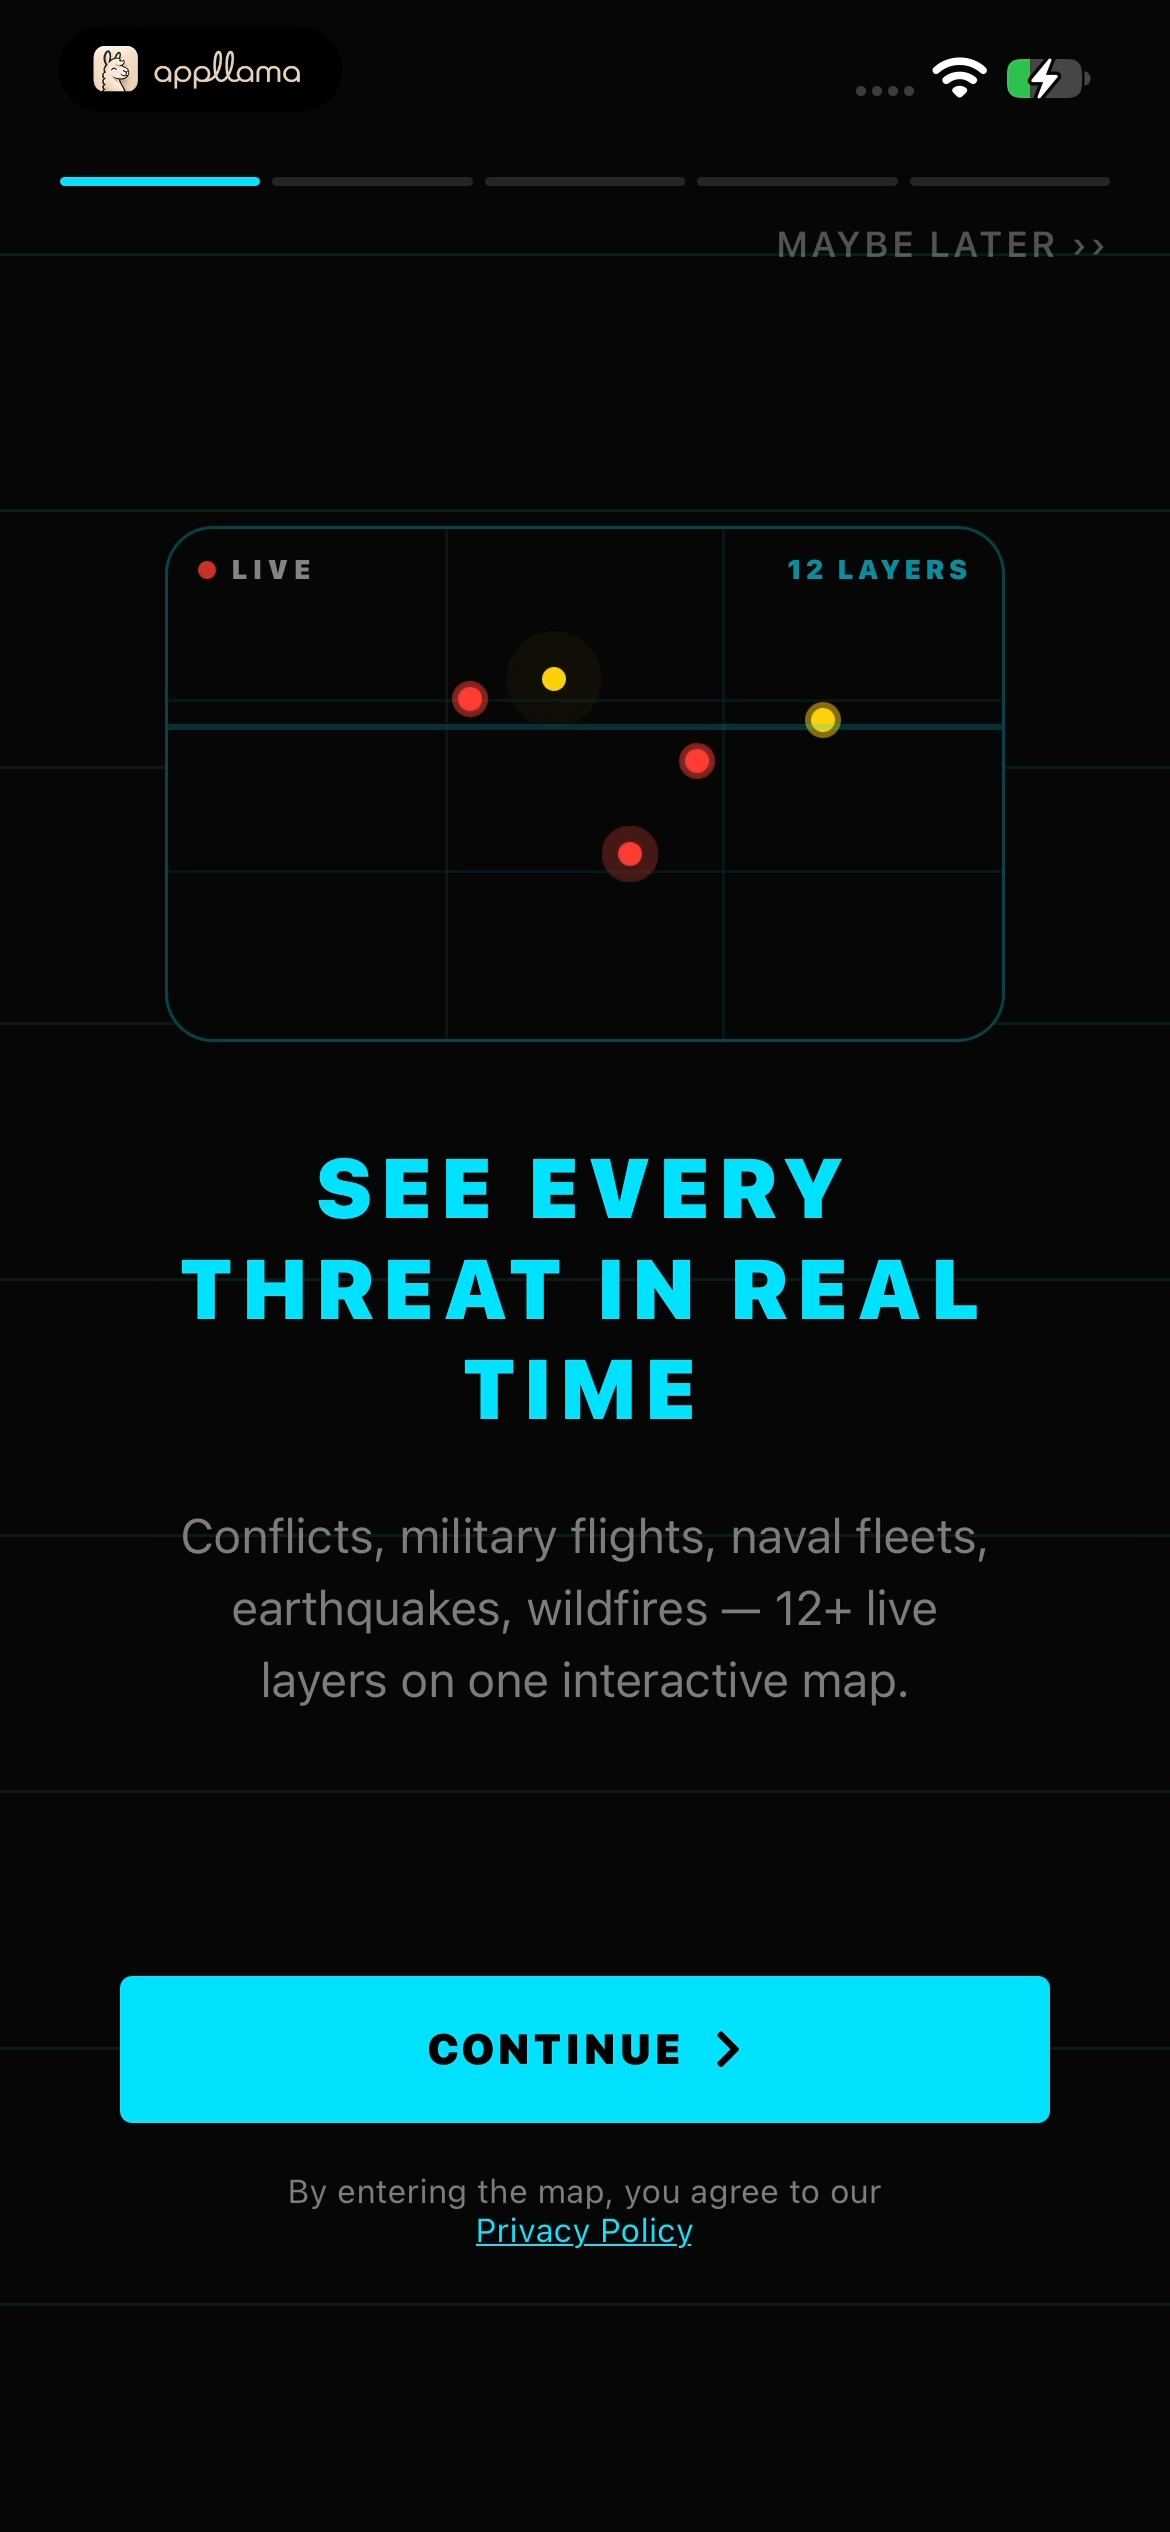 appllama
MAYBE LATER ››
LIVE
12 LAYERS
SEE EVERY
THREAT IN REAL
TIME
Conflicts, military flights, naval fleets,
earthquakes, wildfires — 12+ live
layers on one interactive map.
CONTINUE
By entering the map, you agree to our
Privacy Policy